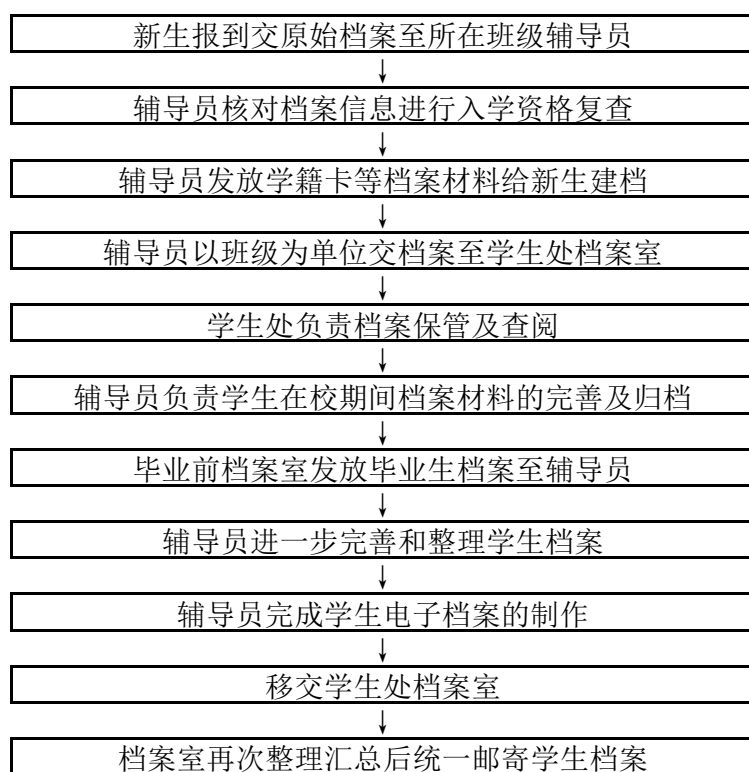 新生报到交原始档案至所在班级辅导员
辅导员核对档案信息进行入学资格复查
辅导员发放学籍卡等档案材料给新生建档
辅导员以班级为单位交档案至学生处档案室
学生处负责档案保管及查阅
辅导员负责学生在校期间档案材料的完善及归档
毕业前档案室发放毕业生档案至辅导员
辅导员进一步完善和整理学生档案
辅导员完成学生电子档案的制作
移交学生处档案室
档案室再次整理汇总后统一邮寄学生档案